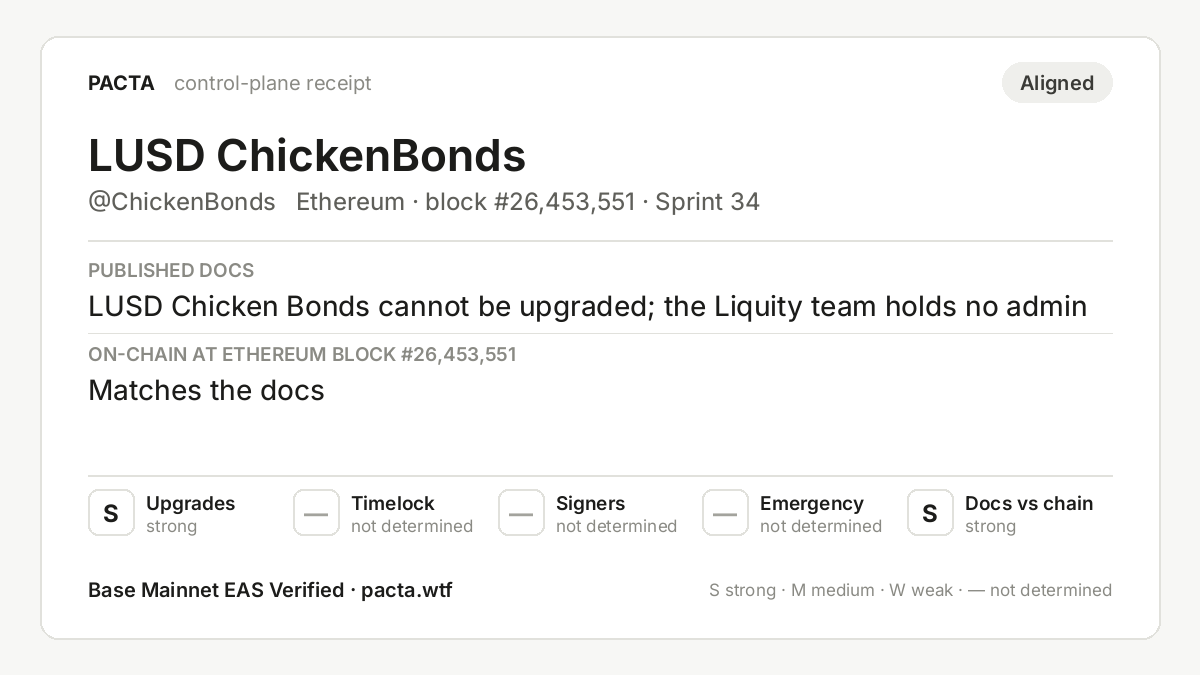 PACTA control-plane receipt
Aligned
LUSD ChickenBonds
@ChickenBonds Ethereum · block #26,453,551 · Sprint 34
PUBLISHED DOCS
LUSD Chicken Bonds cannot be upgraded; the Liquity team holds no admin
ON-CHAIN AT ETHEREUM BLOCK #26,453,551
Matches the docs
S Upgrades strong
— Timelock not determined
— Signers not determined
— Emergency not determined
S Docs vs chain strong
Base Mainnet EAS Verified · pacta.wtf
S strong · M medium · W weak · — not determined